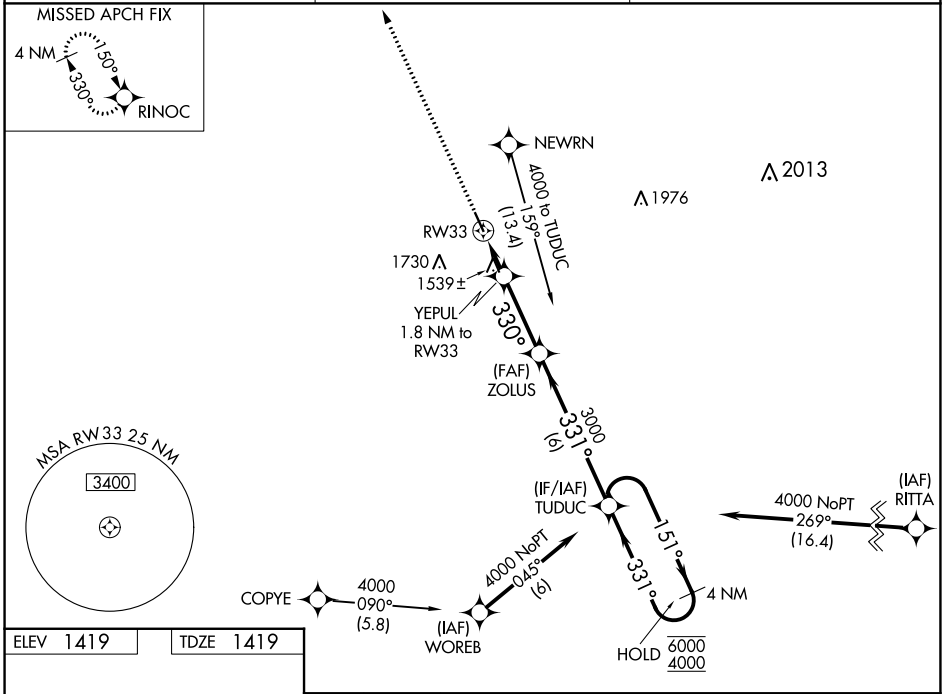 MISSED APCH FIX
4 NM
150°
330°
RINOC
NEWRN
4000 to TUDUC
159°
(13.4)
2013
1976
RW33
1730
1539±
YEPUL
1.8 NM to
RW33
330°
(FAF)
ZOLUS
3000
331°
(6)
MSA RW33 25 NM
3400
(IF/IAF)
TUDUC
151°
331°
4 NM
HOLD
6000
4000
4000 NoPT
269°
(16.4)
(IAF)
RITTA
4000 NoPT
045°
(6)
COPYE
4000
090°
(5.8)
(IAF)
WOREB
ELEV 1419
TDZE 1419